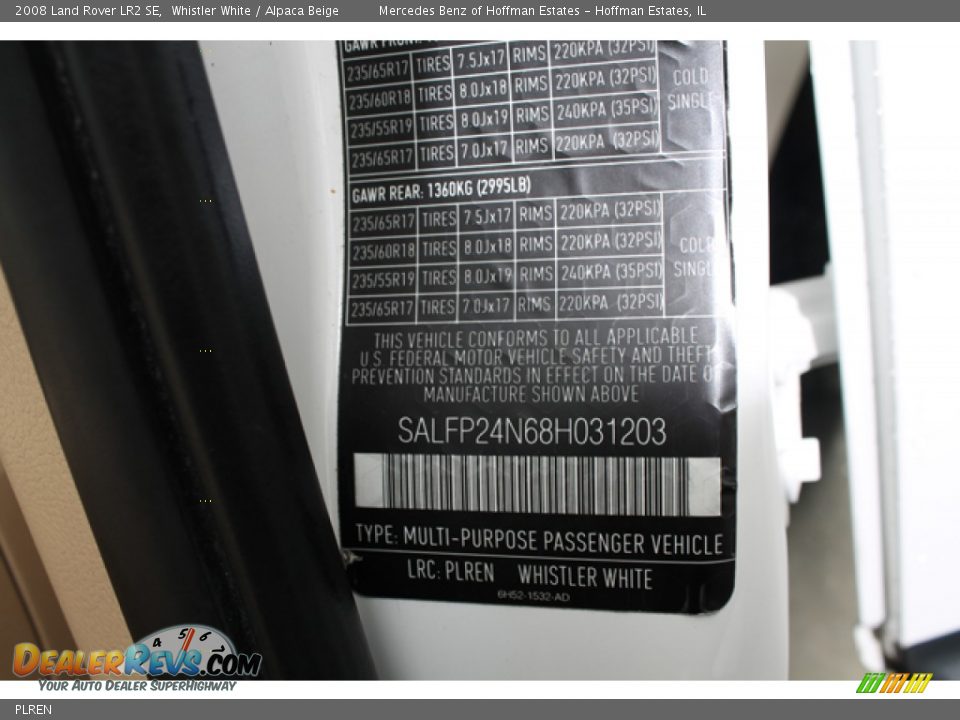 2008 Land Rover LR2 SE, Whistler White / Alpaca Beige Mercedes Benz of Hoffman Estates - Hoffman Estates, IL
235/65R17 TIRES 7.5Jx17 RIMS 220KPA (32PSI)
235/60R18 TIRES 8.0Jx18 RIMS 220KPA (32PSI) COLD
235/55R19 TIRES 8.0Jx19 RIMS 240KPA (35PSI) SINGLE
235/65R17 TIRES 7.0Jx17 RIMS 220KPA (32PSI)
GAWR REAR: 1360KG (2995LB)
235/65R17 TIRES 7.5Jx17 RIMS 220KPA (32PSI)
235/60R18 TIRES 8.0Jx18 RIMS 220KPA (32PSI) COLD
235/55R19 TIRES 8.0Jx19 RIMS 240KPA (35PSI) SINGL
235/65R17 TIRES 7.0Jx17 RIMS 220KPA (32PSI)
THIS VEHICLE CONFORMS TO ALL APPLICABLE
U.S. FEDERAL MOTOR VEHICLE SAFETY AND THEFT
PREVENTION STANDARDS IN EFFECT ON THE DATE OF
MANUFACTURE SHOWN ABOVE
SALFP24N68H031203
TYPE: MULTI-PURPOSE PASSENGER VEHICLE
LRC: PLREN WHISTLER WHITE
6H52-1532-AD
4 5 6
DEALERREVS.COM
YOUR AUTO DEALER SUPERHIGHWAY
PLREN